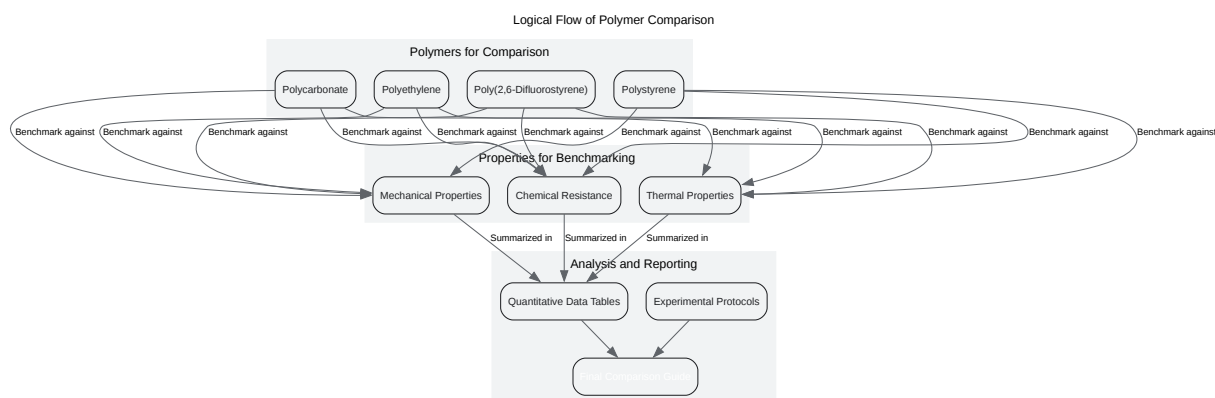 Logical Flow of Polymer Comparison
Polymers for Comparison
Polycarbonate
Polyethylene
Poly(2,6-Difluorostyrene)
Polystyrene
Benchmark against
Benchmark against
Benchmark against
Benchmark against
Benchmark against
Benchmark against
Benchmark against
Benchmark against
Benchmark against
Benchmark against
Benchmark against
Benchmark against
Properties for Benchmarking
Mechanical Properties
Chemical Resistance
Thermal Properties
Summarized in
Summarized in
Summarized in
Analysis and Reporting
Quantitative Data Tables
Experimental Protocols
Final Comparison Guide